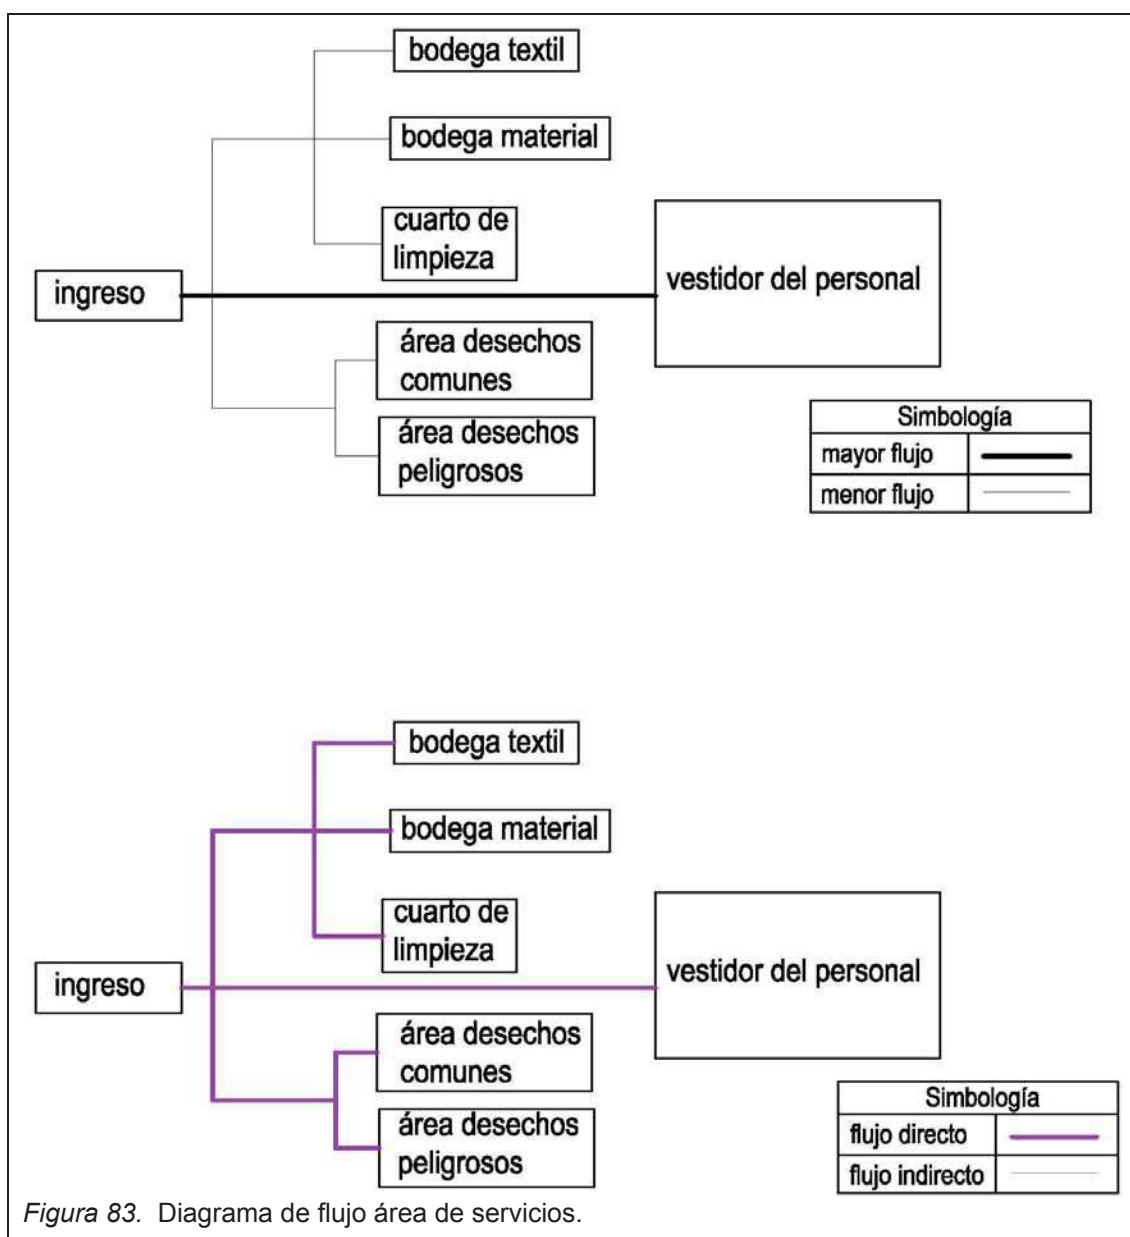 bodega textil
bodega material
cuarto de
limpieza
ingreso
vestidor del personal
área desechos
comunes
área desechos
peligrosos
Simbología
mayor flujo
menor flujo
bodega textil
bodega material
cuarto de
limpieza
ingreso
vestidor del personal
área desechos
comunes
área desechos
peligrosos
Simbología
flujo directo
flujo indirecto
Figura 83. Diagrama de flujo área de servicios.